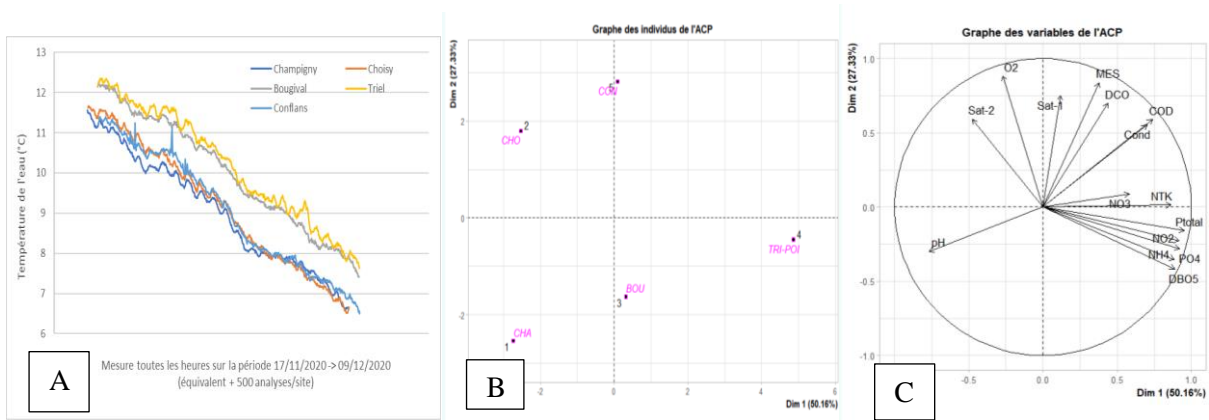 13
12
11
10
9
8
7
6
Température de l'eau (°C)
Champigny
Choisy
Bougival
Triel
Conflans
Mesure toutes les heures sur la période 17/11/2020 -> 09/12/2020
(équivalent + 500 analyses/site)
A
Graphe des individus de l'ACP
Dim 2 (27.33%)
2
0
-2
CON
5
2
CHO
4
TRI-POI
BOU
3
CHA
1
-2
0
2
4
6
Dim 1 (50.16%)
B
Graphe des variables de l'ACP
Dim 2 (27.33%)
1.0
0.5
0.0
-0.5
-1.0
O2
MES
Sat-2
Sat-1
DCO
COD
Cond
NTK
NO3
Ptotal
pH
NO2
NH4
PO4
DBO5
-0.5
0.0
0.5
1.0
Dim 1 (50.16%)
C